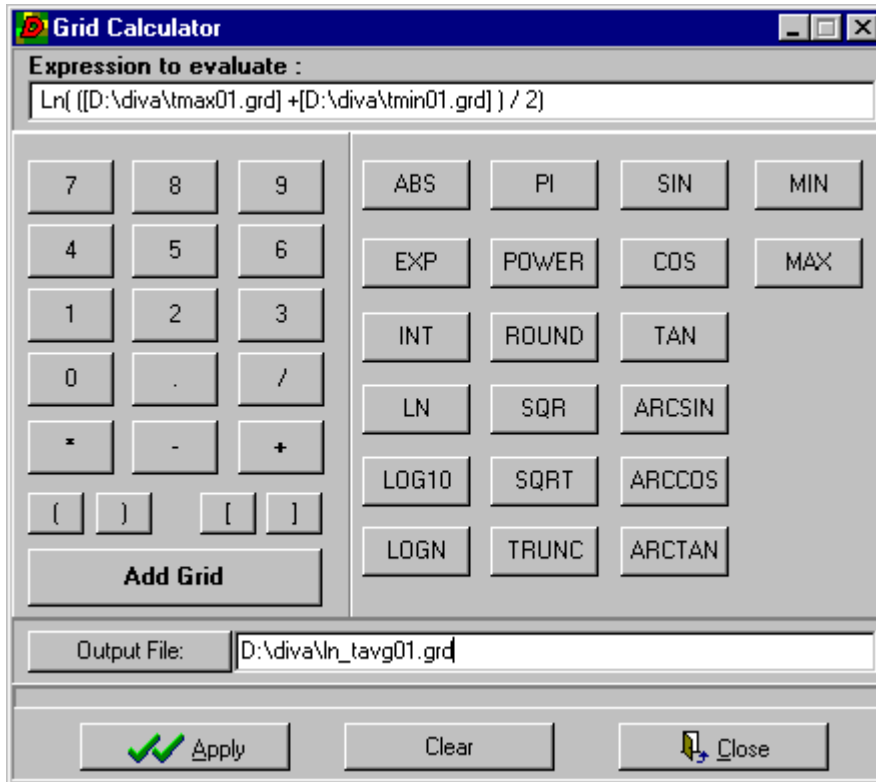 Grid Calculator
Expression to evaluate :
Ln( ([D:\diva\tmax01.grd] +[D:\diva\tmin01.grd] ) / 2)
7 8 9 ABS PI SIN MIN
4 5 6 EXP POWER COS MAX
1 2 3 INT ROUND TAN
0 . / LN SQR ARCSIN
* - + LOG10 SQRT ARCCOS
( ) [ ] LOGN TRUNC ARCTAN
Add Grid
Output File: D:\diva\ln_tavg01.grd
Apply Clear Close